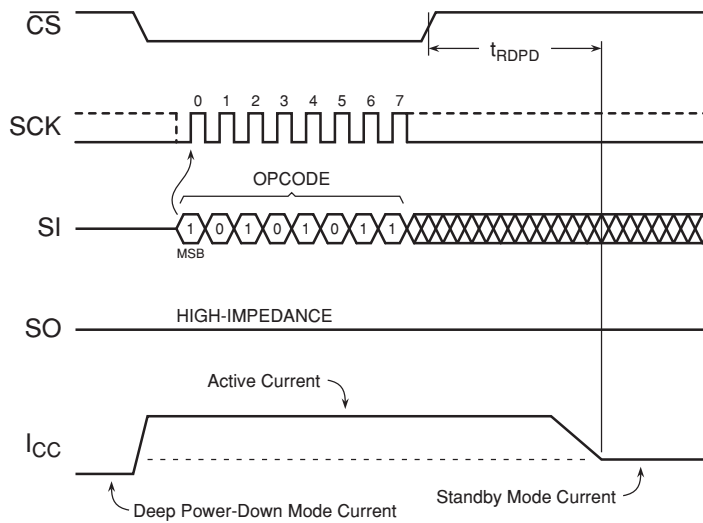 CS
tRDPD
SCK
0 1 2 3 4 5 6 7
OPCODE
SI
1 0 1 0 1 0 1 1
MSB
SO
HIGH-IMPEDANCE
Active Current
ICC
Deep Power-Down Mode Current
Standby Mode Current